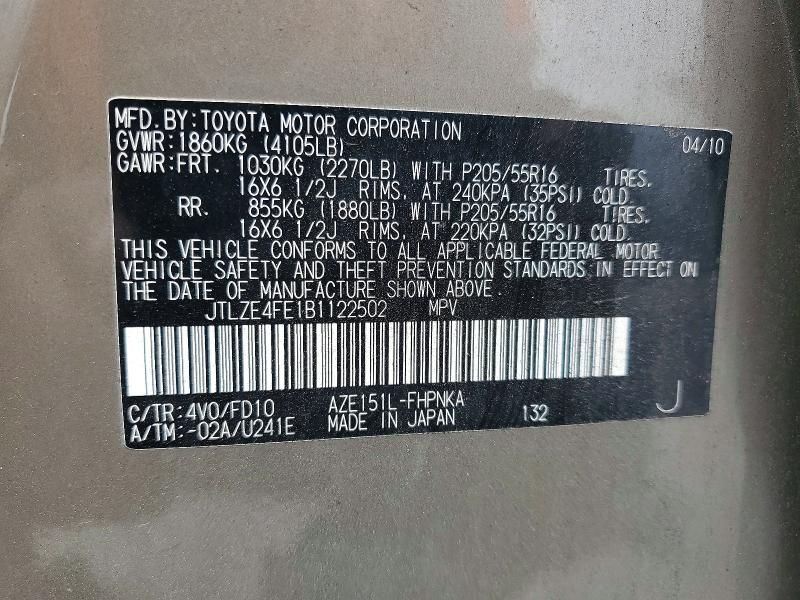 MFD.BY:TOYOTA MOTOR CORPORATION 04/10
GVWR:1860KG (4105LB)
GAWR:FRT. 1030KG (2270LB) WITH P205/55R16 TIRES,
16X6 1/2J RIMS, AT 240KPA (35PSI) COLD.
RR. 855KG (1880LB) WITH P205/55R16 TIRES,
16X6 1/2J RIMS, AT 220KPA (32PSI) COLD.
THIS VEHICLE CONFORMS TO ALL APPLICABLE FEDERAL MOTOR
VEHICLE SAFETY AND THEFT PREVENTION STANDARDS IN EFFECT ON
THE DATE OF MANUFACTURE SHOWN ABOVE.
JTLZE4FE1B1122502 MPV
C/TR:4V0/FD10 AZE151L-FHPNKA 132 J
A/TM:-02A/U241E MADE IN JAPAN